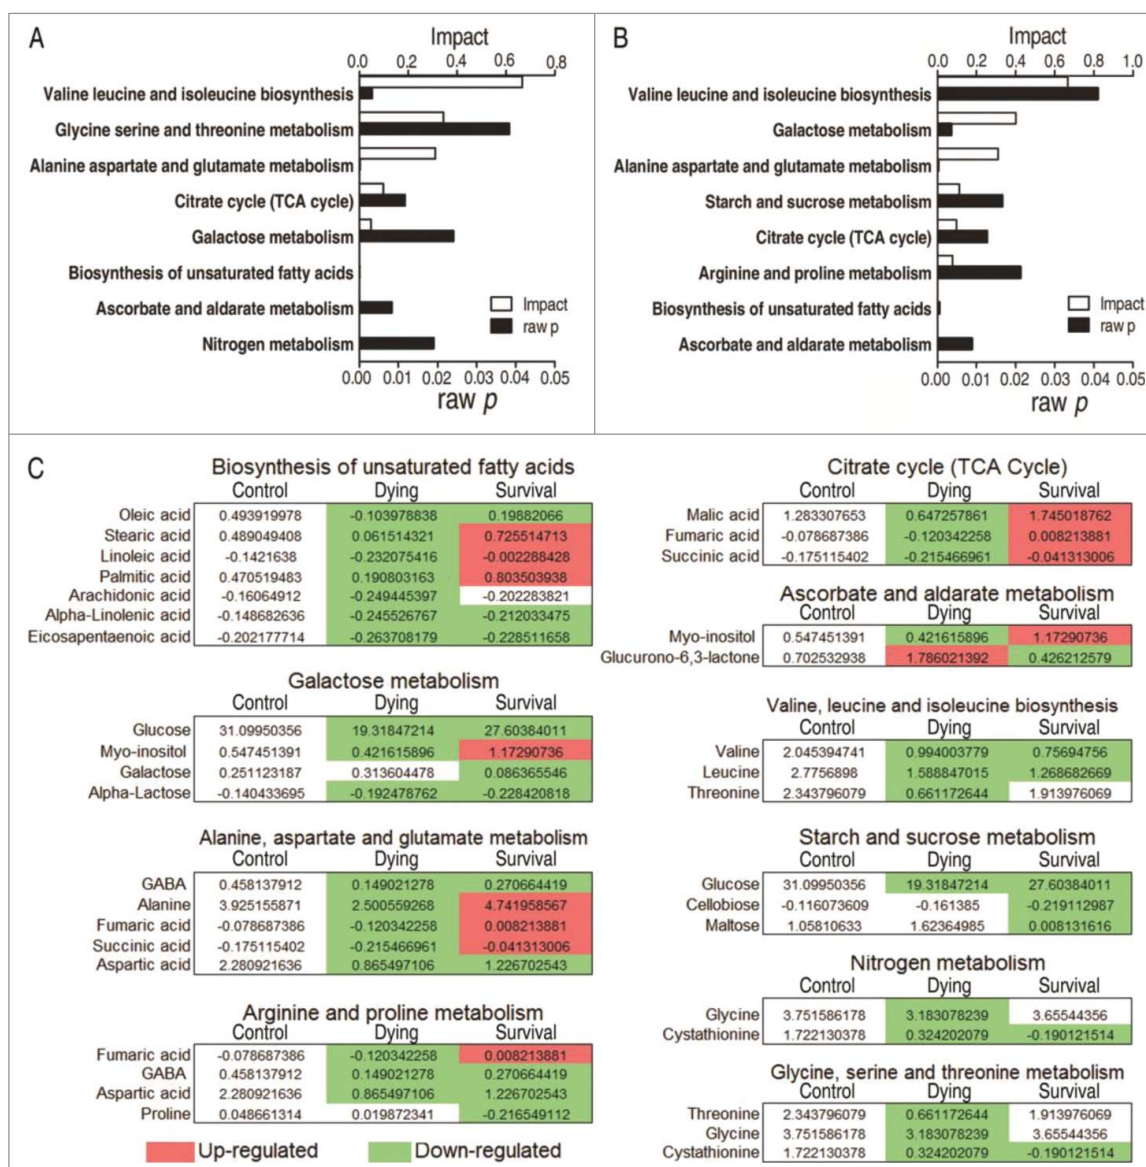 A
Impact
0.0 0.2 0.4 0.6 0.8
Valine leucine and isoleucine biosynthesis
Glycine serine and threonine metabolism
Alanine aspartate and glutamate metabolism
Citrate cycle (TCA cycle)
Galactose metabolism
Biosynthesis of unsaturated fatty acids
Ascorbate and aldarate metabolism
Nitrogen metabolism
Impact
raw p
0.00 0.01 0.02 0.03 0.04 0.05
raw p
B
Impact
0.0 0.2 0.4 0.6 0.8 1.0
Valine leucine and isoleucine biosynthesis
Galactose metabolism
Alanine aspartate and glutamate metabolism
Starch and sucrose metabolism
Citrate cycle (TCA cycle)
Arginine and proline metabolism
Biosynthesis of unsaturated fatty acids
Ascorbate and aldarate metabolism
Impact
raw p
0.00 0.01 0.02 0.03 0.04 0.05
raw p
C
Biosynthesis of unsaturated fatty acids
Control Dying Survival
Oleic acid 0.493919978 -0.103978838 0.19882066
Stearic acid 0.489049408 0.061514321 0.725514713
Linoleic acid -0.1421638 -0.232075416 -0.002288428
Palmitic acid 0.470519483 0.190803163 0.803503938
Arachidonic acid -0.16064912 -0.249445397 -0.202283821
Alpha-Linolenic acid -0.148682636 -0.245526767 -0.212033475
Eicosapentaenoic acid -0.202177714 -0.263708179 -0.228511658
Galactose metabolism
Control Dying Survival
Glucose 31.09950356 19.31847214 27.60384011
Myo-inositol 0.547451391 0.421615896 1.17290736
Galactose 0.251123187 0.313604478 0.086365546
Alpha-Lactose -0.140433695 -0.192478762 -0.228420818
Alanine, aspartate and glutamate metabolism
Control Dying Survival
GABA 0.458137912 0.149021278 0.270664419
Alanine 3.925155871 2.500559268 4.741958567
Fumaric acid -0.078687386 -0.120342258 0.008213881
Succinic acid -0.175115402 -0.215466961 -0.041313006
Aspartic acid 2.280921636 0.865497106 1.226702543
Arginine and proline metabolism
Control Dying Survival
Fumaric acid -0.078687386 -0.120342258 0.008213881
GABA 0.458137912 0.149021278 0.270664419
Aspartic acid 2.280921636 0.865497106 1.226702543
Proline 0.048661314 0.019872341 -0.216549112
Up-regulated Down-regulated
Citrate cycle (TCA Cycle)
Control Dying Survival
Malic acid 1.283307653 0.647257861 1.745018762
Fumaric acid -0.078687386 -0.120342258 0.008213881
Succinic acid -0.175115402 -0.215466961 -0.041313006
Ascorbate and aldarate metabolism
Control Dying Survival
Myo-inositol 0.547451391 0.421615896 1.17290736
Glucurono-6,3-lactone 0.702532938 1.786021392 0.426212579
Valine, leucine and isoleucine biosynthesis
Control Dying Survival
Valine 2.045394741 0.994003779 0.75694756
Leucine 2.7756898 1.588847015 1.268682669
Threonine 2.343796079 0.661172644 1.913976069
Starch and sucrose metabolism
Control Dying Survival
Glucose 31.09950356 19.31847214 27.60384011
Cellobiose -0.116073609 -0.161385 -0.219112987
Maltose 1.05810633 1.62364985 0.008131616
Nitrogen metabolism
Control Dying Survival
Glycine 3.751586178 3.183078239 3.65544356
Cystathionine 1.722130378 0.324202079 -0.190121514
Glycine, serine and threonine metabolism
Control Dying Survival
Threonine 2.343796079 0.661172644 1.913976069
Glycine 3.751586178 3.183078239 3.65544356
Cystathionine 1.722130378 0.324202079 -0.190121514